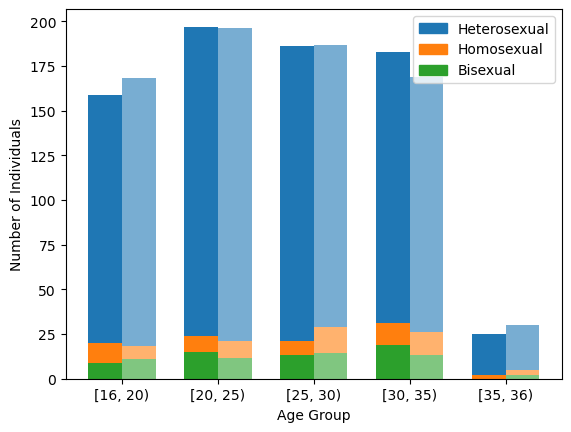 200
175
150
125
100
75
50
25
0
Number of Individuals
Heterosexual
Homosexual
Bisexual
[16, 20)
[20, 25)
[25, 30)
[30, 35)
[35, 36)
Age Group